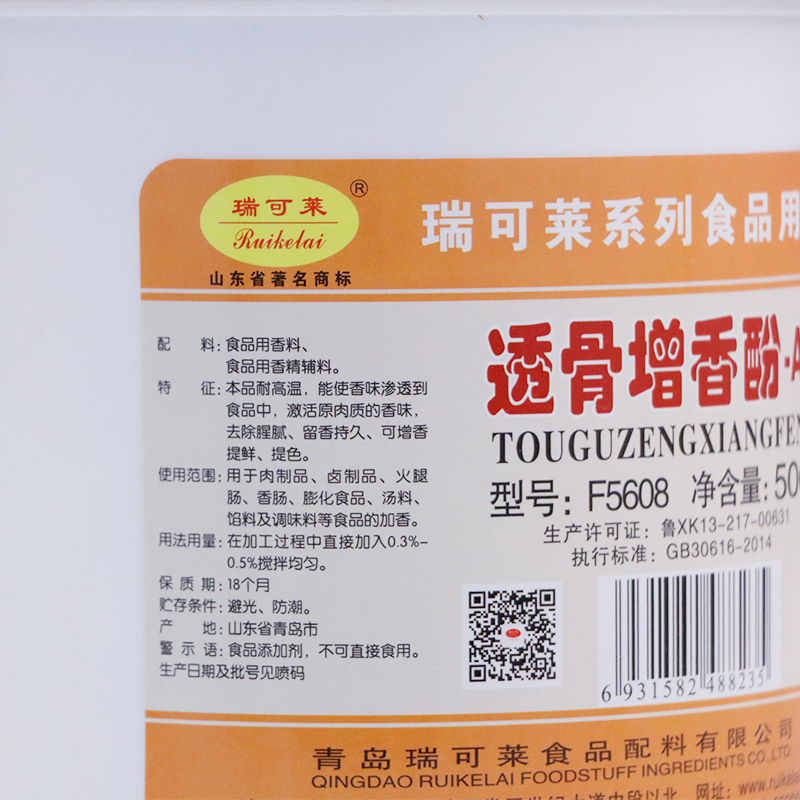 瑞可莱
®
Ruikelai
山东省著名商标
瑞可莱系列食品用
配 料：食品用香料、
食品用香精辅料。
特 征：本品耐高温，能使香味渗透到
食品中，激活原肉质的香味，
去除腥腻、留香持久、可增香
提鲜、提色。
使用范围：用于肉制品、卤制品、火腿
肠、香肠、膨化食品、汤料、
馅料及调味料等食品的加香。
用法用量：在加工过程中直接加入0.3%-
0.5%搅拌均匀。
保 质 期：18个月
贮存条件：避光、防潮。
产 地：山东省青岛市
警 示 语：食品添加剂，不可直接食用。
生产日期及批号见喷码
透骨增香酚·A
TOUGUZENGXIANGFEN
型号：F5608 净含量：50
生产许可证：鲁XK13-217-00631
执行标准：GB30616-2014
6 931582 488235
青岛瑞可莱食品配料有限公司
QINGDAO RUIKELAI FOODSTUFF INGREDIENTS CO.,LTD.
大道中段以北 网址：www.ruikela